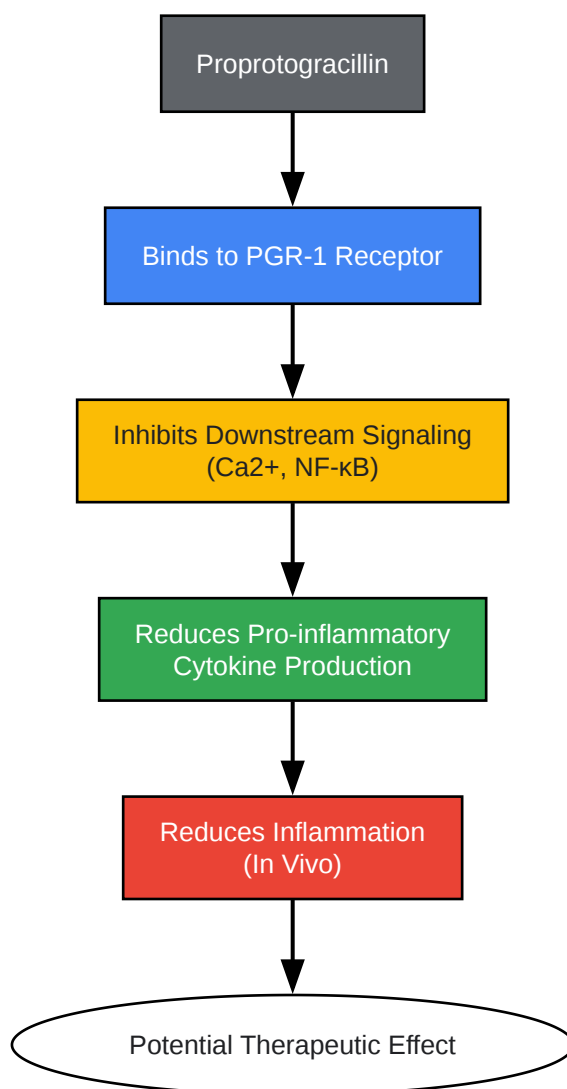 Proprotogracillin
Binds to PGR-1 Receptor
Inhibits Downstream Signaling
(Ca2+, NF-κB)
Reduces Pro-inflammatory
Cytokine Production
Reduces Inflammation
(In Vivo)
Potential Therapeutic Effect